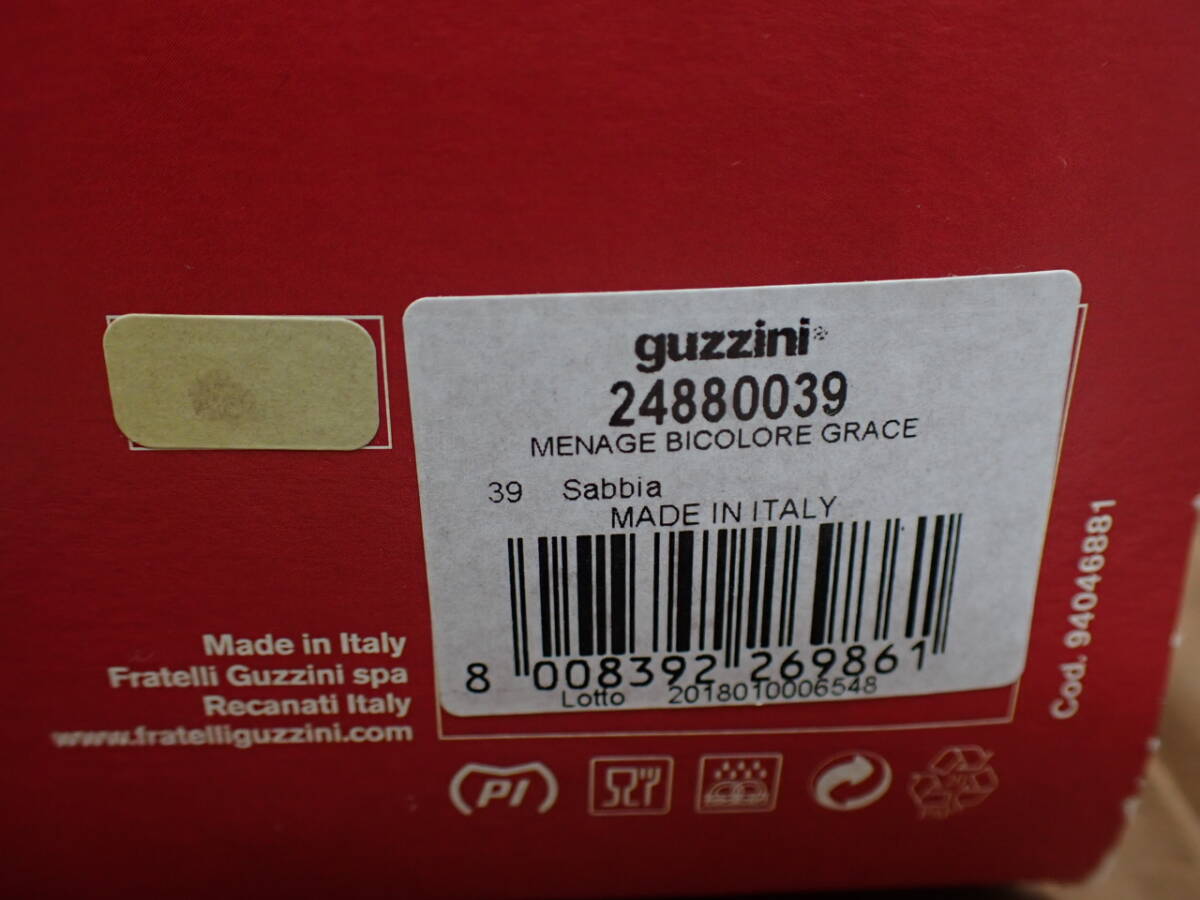 guzzini
24880039
MENAGE BICOLORE GRACE
39 Sabbia
MADE IN ITALY
8 008392 269861
Lotto 2018010006548
Made in Italy
Fratelli Guzzini spa
Recanati Italy
www.fratelliguzzini.com
Cod. 94046881
PI